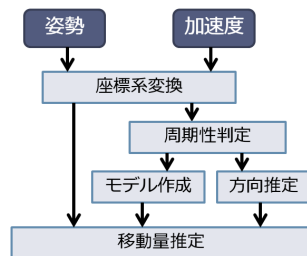 姿勢
加速度
座標系変換
周期性判定
モデル作成
方向推定
移動量推定